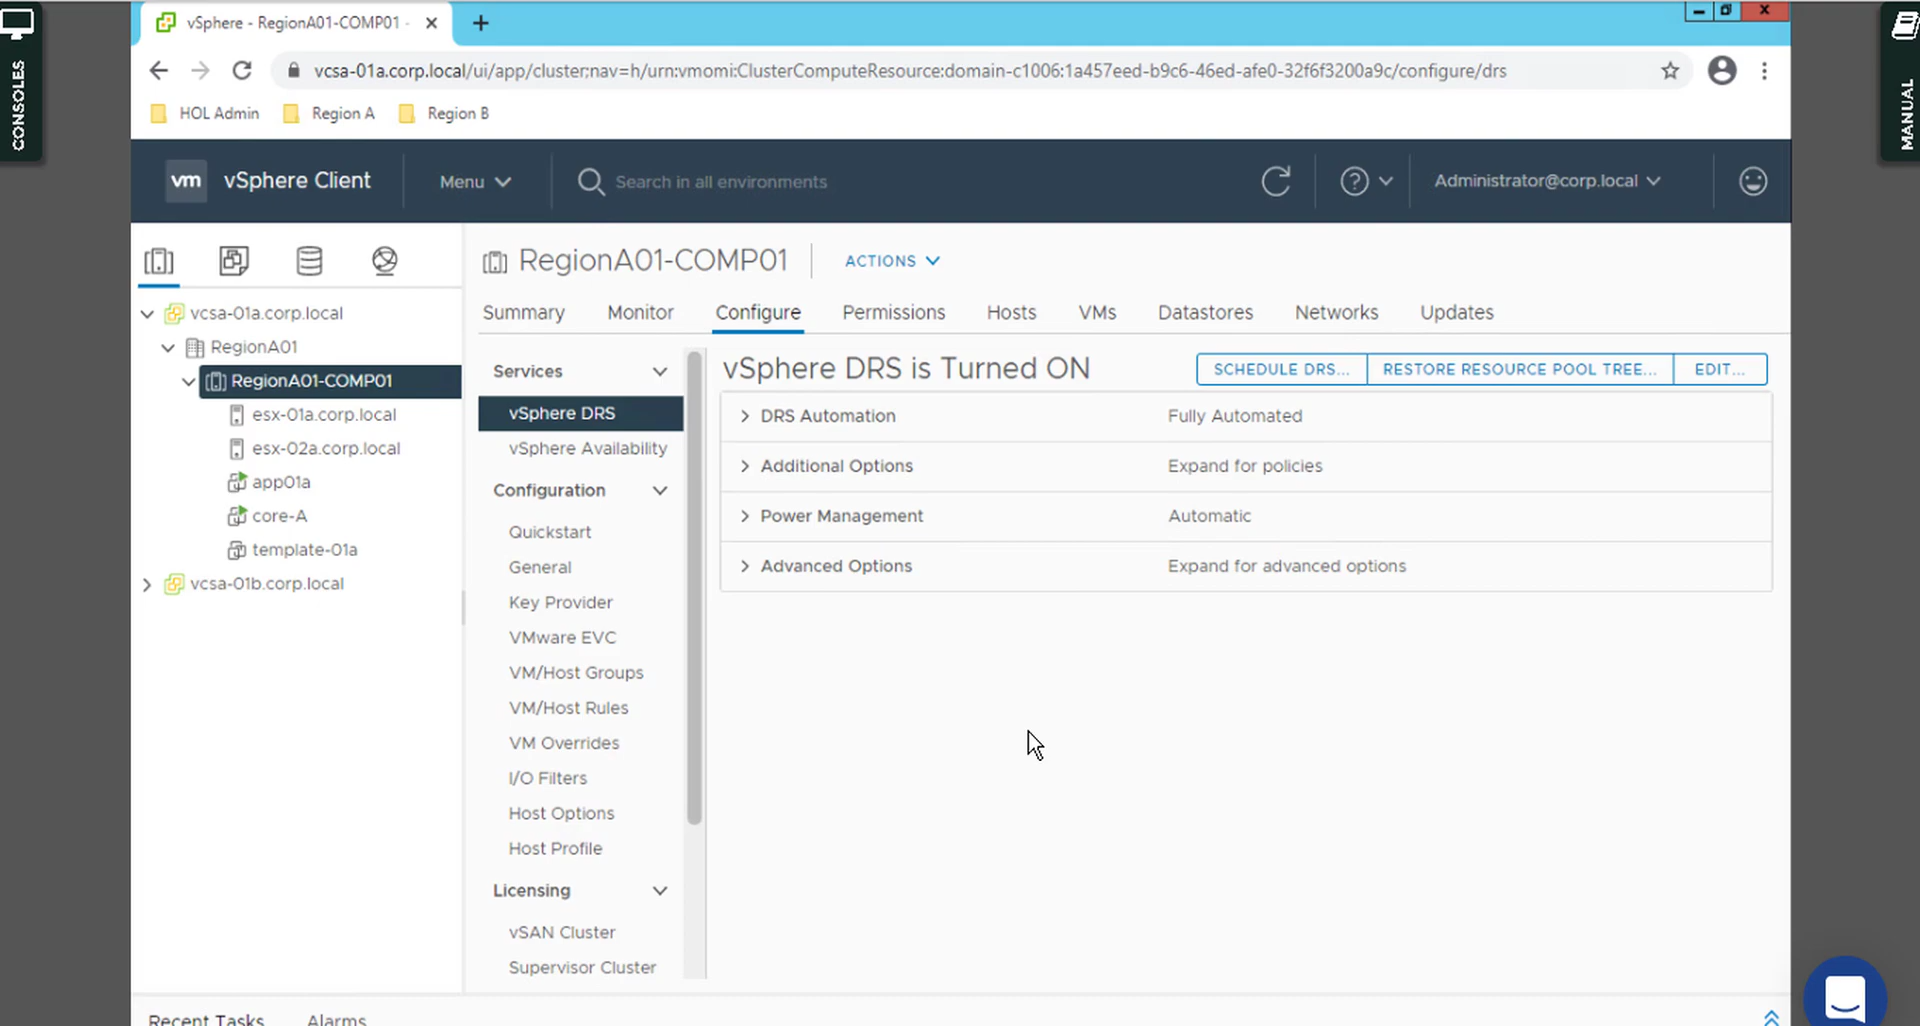 CONSOLES
MANUAL
vSphere - RegionA01-COMP01 -
vcsa-01a.corp.local/ui/app/cluster;nav=h/urn:vmomi:ClusterComputeResource:domain-c1006:1a457eed-b9c6-46ed-afe0-32f6f3200a9c/configure/drs
HOL Admin Region A Region B
vm vSphere Client Menu Search in all environments Administrator@corp.local
vcsa-01a.corp.local
RegionA01
RegionA01-COMP01
esx-01a.corp.local
esx-02a.corp.local
app01a
core-A
template-01a
vcsa-01b.corp.local
RegionA01-COMP01 ACTIONS
Summary Monitor Configure Permissions Hosts VMs Datastores Networks Updates
Services
vSphere DRS
vSphere Availability
Configuration
Quickstart
General
Key Provider
VMware EVC
VM/Host Groups
VM/Host Rules
VM Overrides
I/O Filters
Host Options
Host Profile
Licensing
vSAN Cluster
Supervisor Cluster
vSphere DRS is Turned ON SCHEDULE DRS... RESTORE RESOURCE POOL TREE... EDIT...
DRS Automation Fully Automated
Additional Options Expand for policies
Power Management Automatic
Advanced Options Expand for advanced options
Recent Tasks Alarms